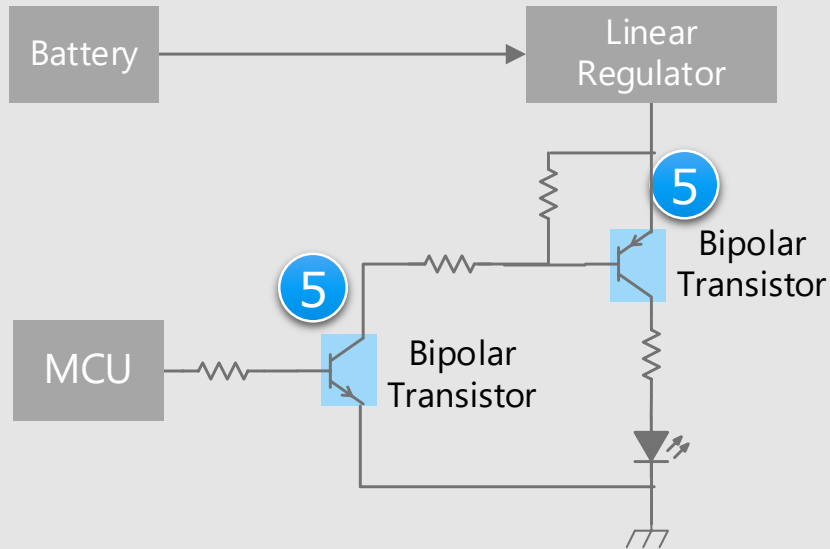 Battery
Linear
Regulator
5
Bipolar
Transistor
5
MCU
Bipolar
Transistor